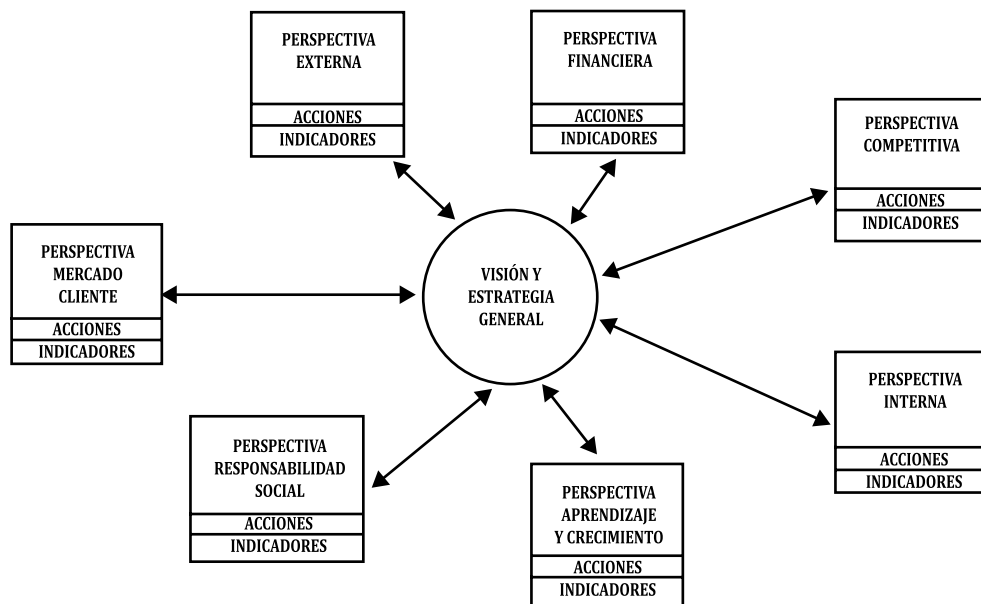 PERSPECTIVA
EXTERNA
ACCIONES
INDICADORES
PERSPECTIVA
FINANCIERA
ACCIONES
INDICADORES
PERSPECTIVA
COMPETITIVA
ACCIONES
INDICADORES
PERSPECTIVA
MERCADO
CLIENTE
ACCIONES
INDICADORES
VISIÓN Y
ESTRATEGIA
GENERAL
PERSPECTIVA
INTERNA
ACCIONES
INDICADORES
PERSPECTIVA
RESPONSABILIDAD
SOCIAL
ACCIONES
INDICADORES
PERSPECTIVA
APRENDIZAJE
Y CRECIMIENTO
ACCIONES
INDICADORES